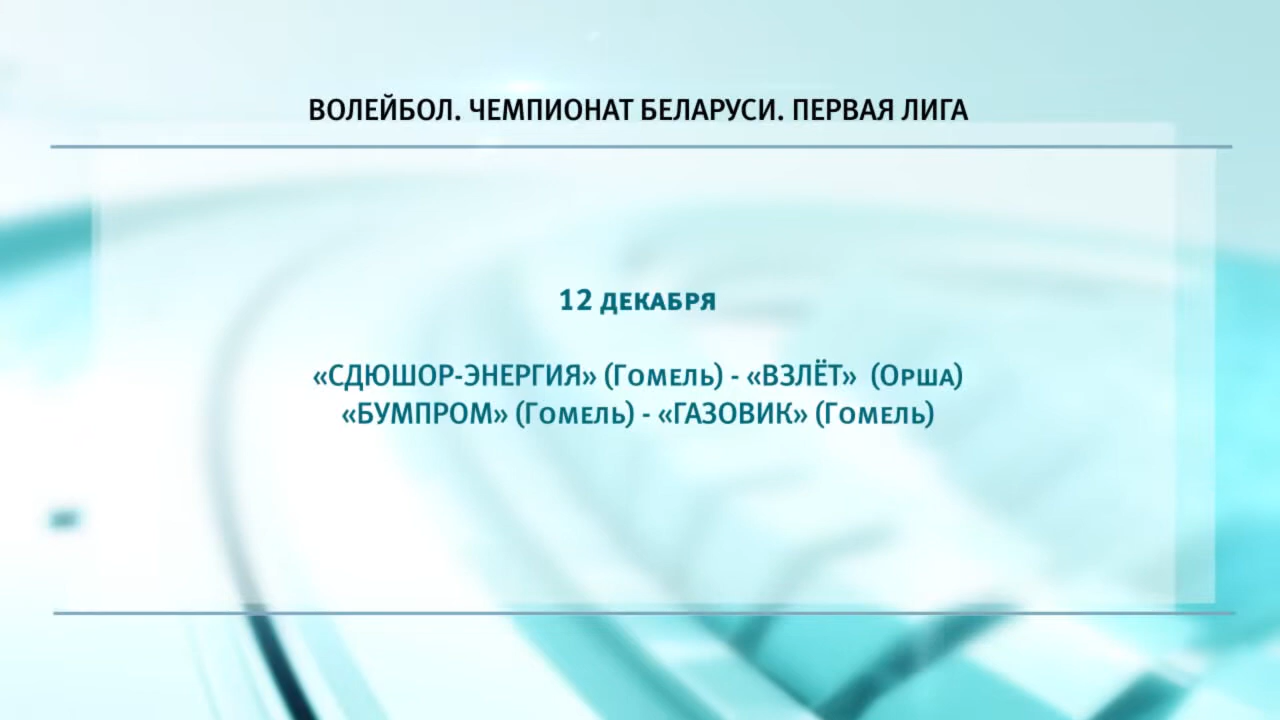 ВОЛЕЙБОЛ. ЧЕМПИОНАТ БЕЛАРУСИ. ПЕРВАЯ ЛИГА
12 ДЕКАБРЯ
«СДЮШОР-ЭНЕРГИЯ» (Гомель) - «ВЗЛЁТ» (Орша)
«БУМПРОМ» (Гомель) - «ГАЗОВИК» (Гомель)